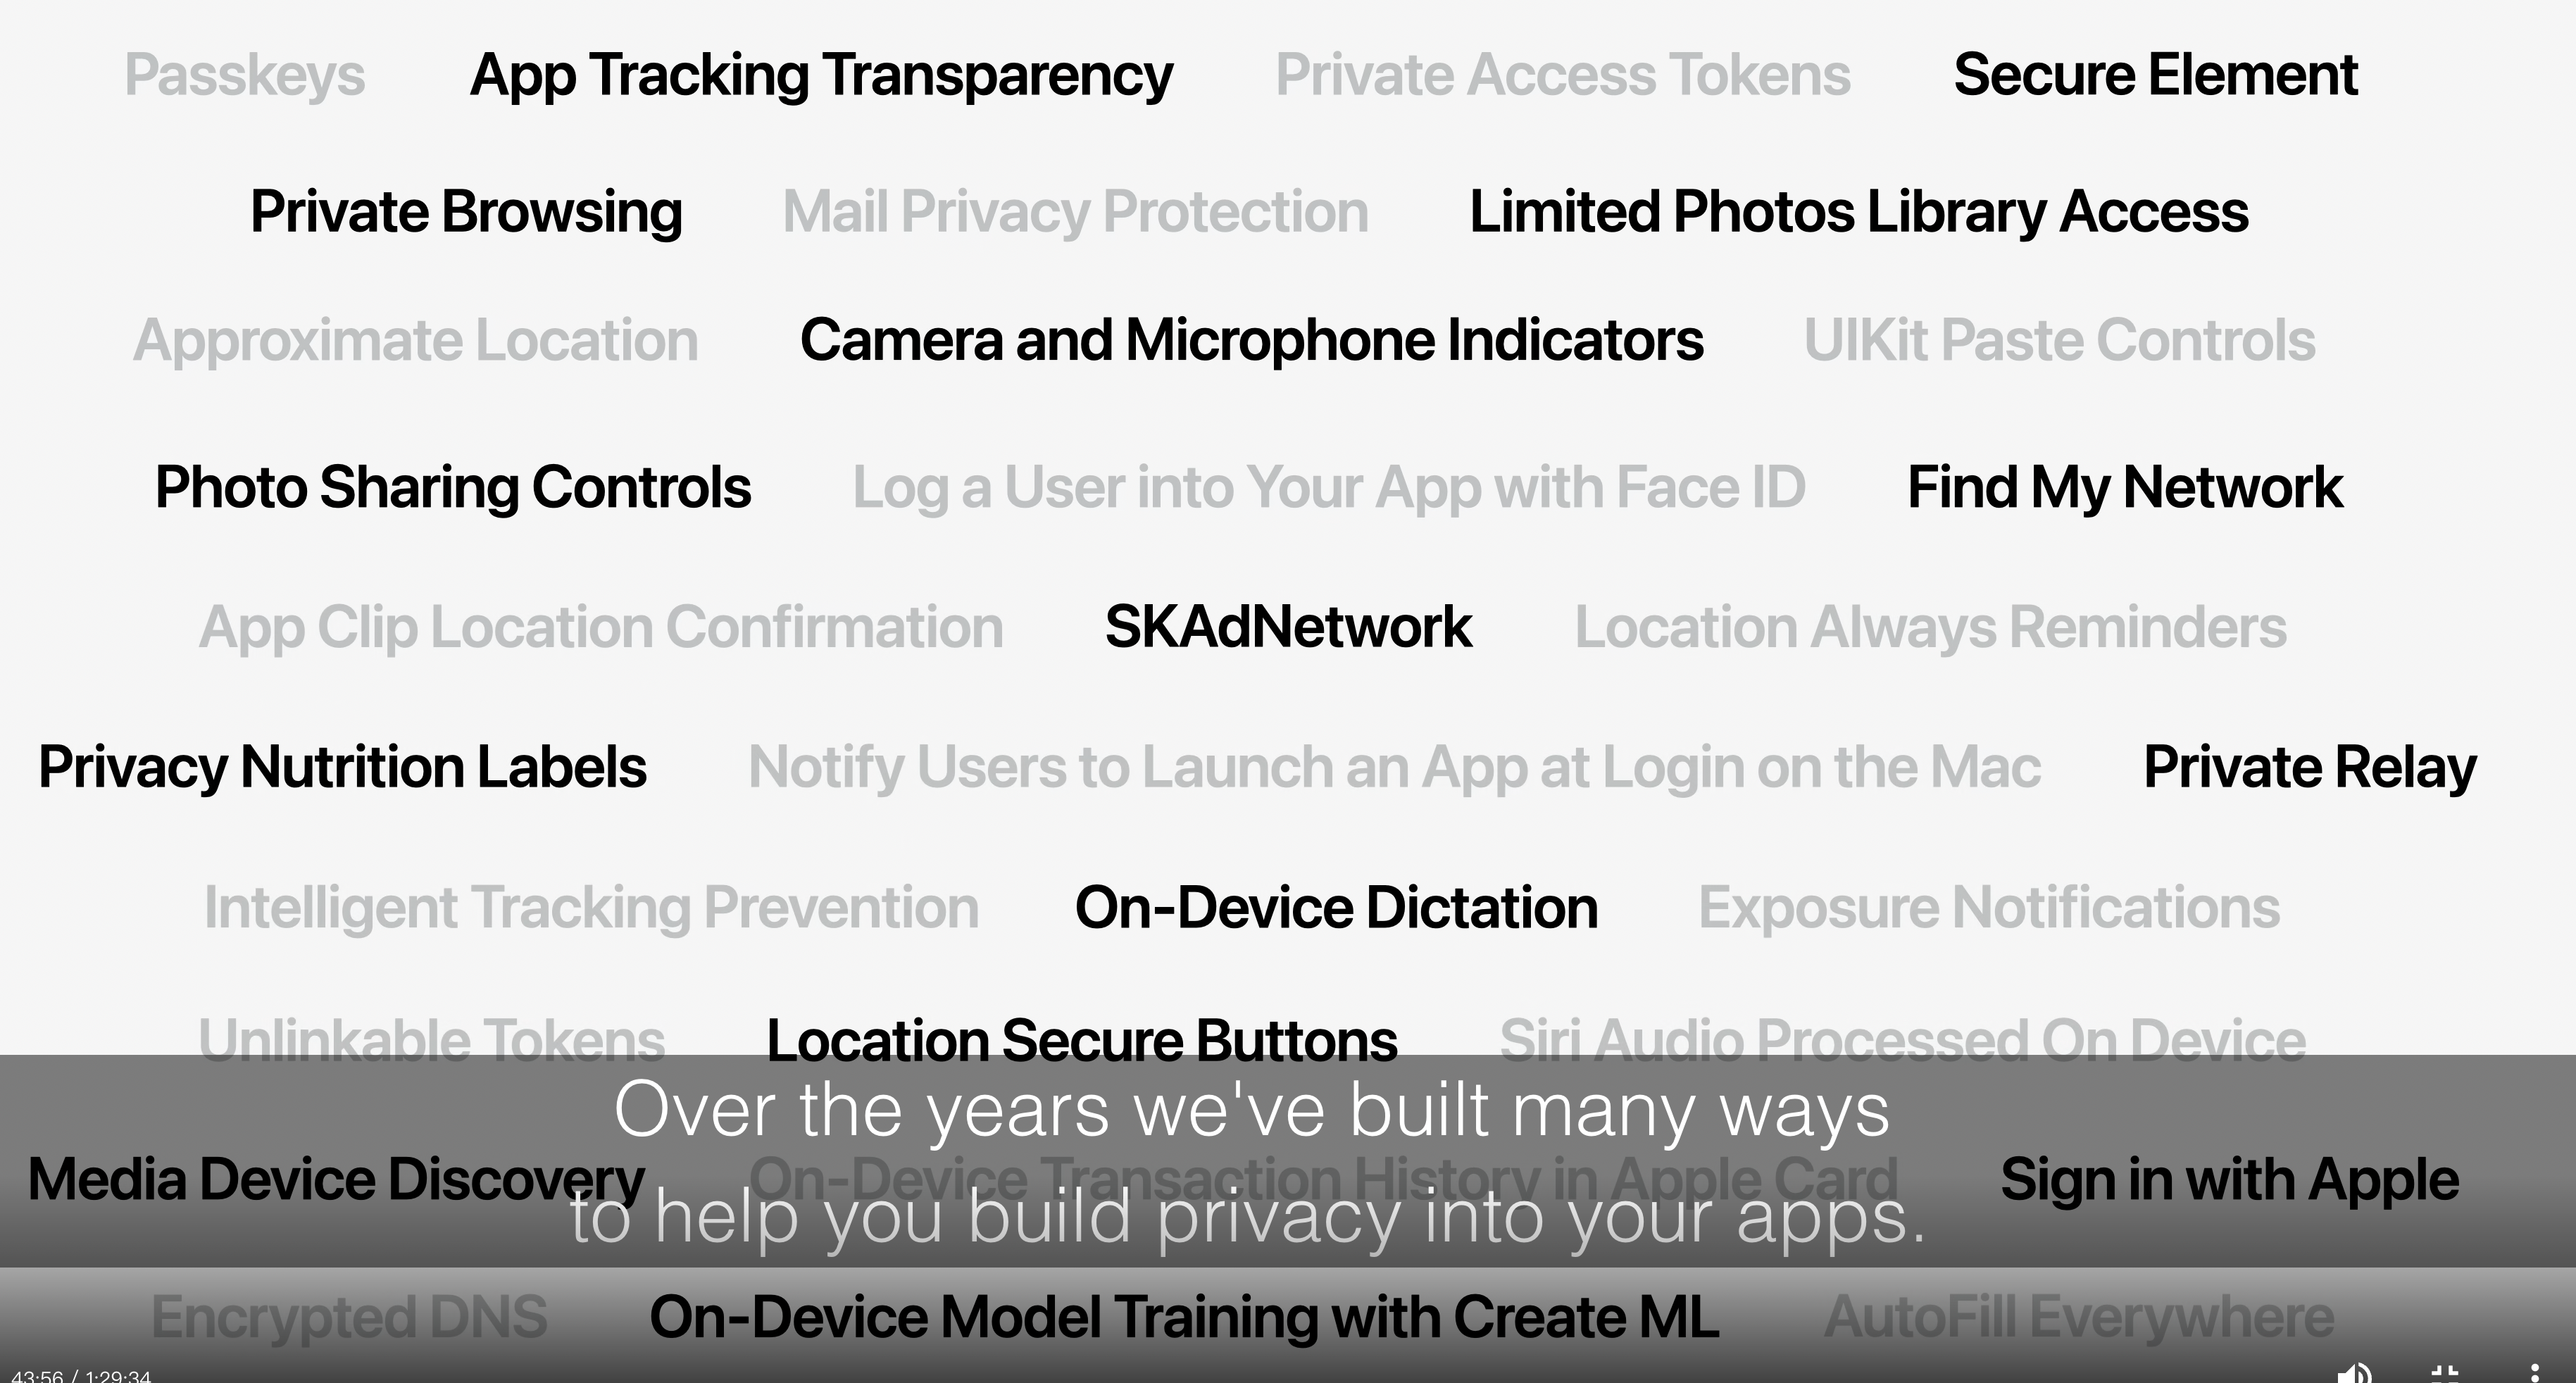 Passkeys App Tracking Transparency Private Access Tokens Secure Element
Private Browsing Mail Privacy Protection Limited Photos Library Access
Approximate Location Camera and Microphone Indicators UIKit Paste Controls
Photo Sharing Controls Log a User into Your App with Face ID Find My Network
App Clip Location Confirmation SKAdNetwork Location Always Reminders
Privacy Nutrition Labels Notify Users to Launch an App at Login on the Mac Private Relay
Intelligent Tracking Prevention On-Device Dictation Exposure Notifications
Unlinkable Tokens Location Secure Buttons Siri Audio Processed On Device
Over the years we've built many ways
Media Device Discovery On-Device Transaction History in Apple Card Sign in with Apple
to help you build privacy into your apps.
Encrypted DNS On-Device Model Training with Create ML AutoFill Everywhere
43:56 / 1:29:34